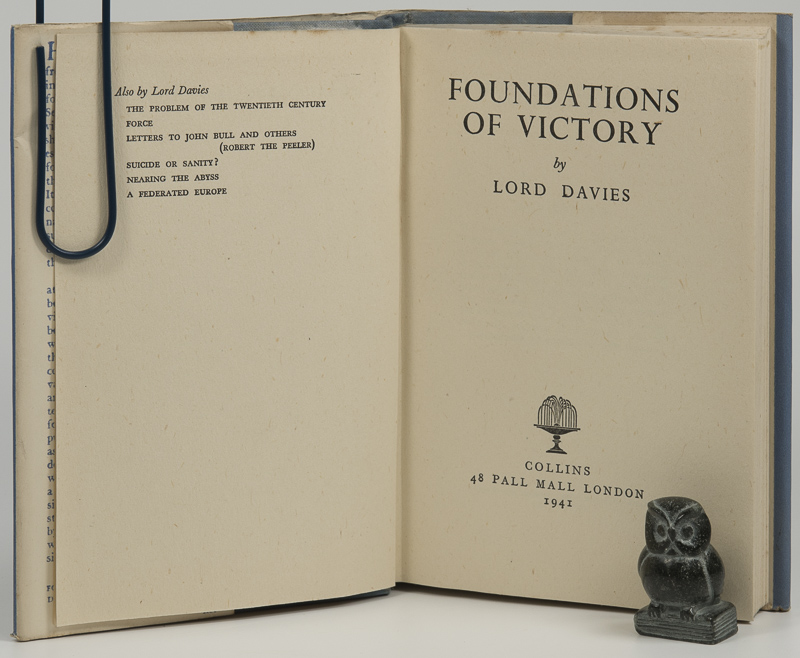 Also by Lord Davies
THE PROBLEM OF THE TWENTIETH CENTURY
FORCE
LETTERS TO JOHN BULL AND OTHERS
(ROBERT THE PEELER)
SUICIDE OR SANITY?
NEARING THE ABYSS
A FEDERATED EUROPE
FOUNDATIONS
OF VICTORY
by
LORD DAVIES
COLLINS
48 PALL MALL LONDON
1941